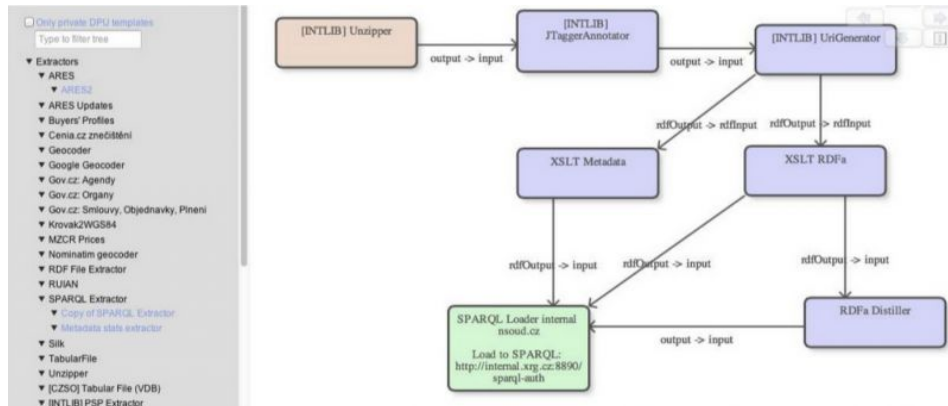 Only private DPU templates
Type to filter tree
Extractors
ARES
ARES2
ARES Updates
Buyers' Profiles
Cenia.cz znečištění
Geocoder
Google Geocoder
Gov.cz: Agendy
Gov.cz: Organy
Gov.cz: Smlouvy, Objednavky, Plneni
Krovak2WGS84
MZCR Prices
Nominatim geocoder
RDF File Extractor
RUIAN
SPARQL Extractor
Copy of SPARQL Extractor
Metadata stats extractor
Silk
TabularFile
Unzipper
[CZSO] Tabular File (VDB)
[INTLIB] PSP Extractor
[INTLIB] Unzipper
output -> input
[INTLIB]
JTaggerAnnotator
output -> input
[INTLIB] UriGenerator
rdfOutput -> rdfInput
rdfOutput -> rdfInput
XSLT Metadata
XSLT RDFa
rdfOutput -> input
rdfOutput -> input
rdfOutput -> input
SPARQL Loader internal
nsoud.cz
Load to SPARQL:
http://internal.xrg.cz:8890/
sparql-auth
output -> input
RDFa Distiller